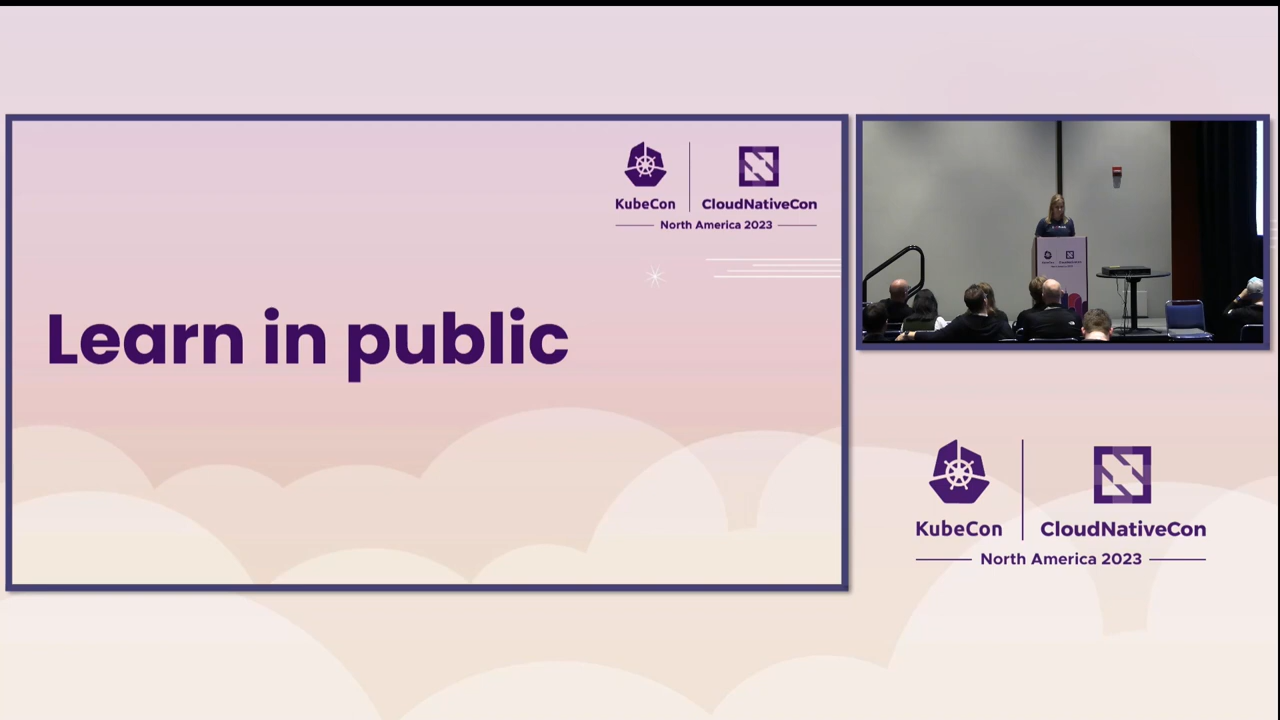 KubeCon
CloudNativeCon
North America 2023
Learn in public
KubeCon
CloudNativeCon
North America 2023